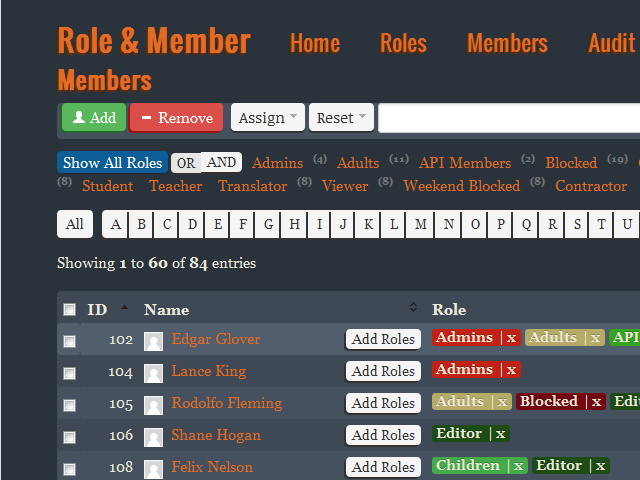 Role & Member Home Roles Members Audit
Members
Add Remove Assign Reset
Show All Roles OR AND Admins (4) Adults (11) API Members (2) Blocked (19)
(8) Student Teacher Translator (8) Viewer (8) Weekend Blocked (8) Contractor
All A B C D E F G H I J K L M N O P Q R S T U
Showing 1 to 60 of 84 entries
ID Name Role
102 Edgar Glover Add Roles Admins | x Adults | x API
104 Lance King Add Roles Admins | x
105 Rodolfo Fleming Add Roles Adults | x Blocked | x Edi
106 Shane Hogan Add Roles Editor | x
108 Felix Nelson Add Roles Children | x Editor | x